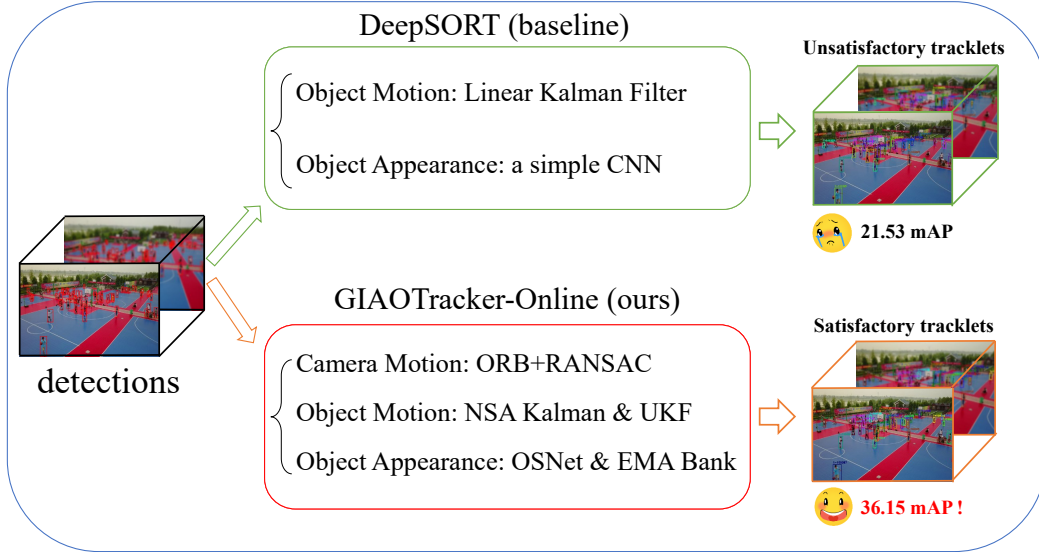 DeepSORT (baseline)
Object Motion: Linear Kalman Filter
Object Appearance: a simple CNN
Unsatisfactory tracklets
21.53 mAP
detections
GIAOTracker-Online (ours)
Camera Motion: ORB+RANSAC
Object Motion: NSA Kalman & UKF
Object Appearance: OSNet & EMA Bank
Satisfactory tracklets
36.15 mAP !